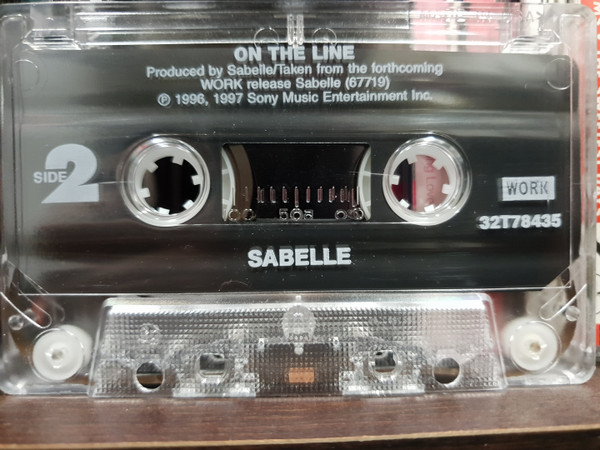 ON THE LINE
Produced by Sabelle/Taken from the forthcoming
WORK release Sabelle (67719)
℗ 1996, 1997 Sony Music Entertainment Inc.
SIDE 2
WORK
32T78435
SABELLE